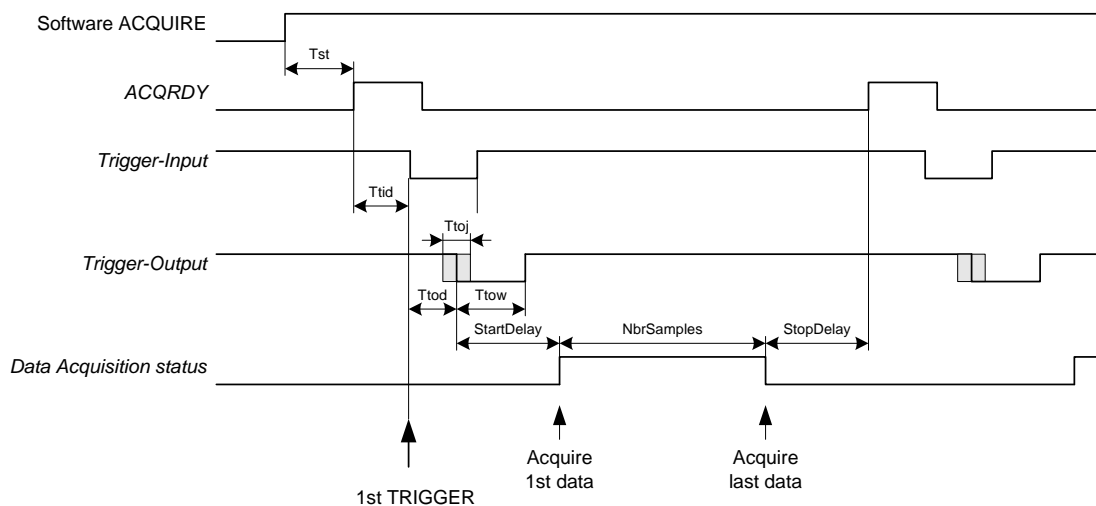 Software ACQUIRE
Tst
ACQRDY
Trigger-Input
Ttid
Ttoj
Trigger-Output
Ttod
Ttow
StartDelay
NbrSamples
StopDelay
Data Acquisition status
Acquire
1st data
Acquire
last data
1st TRIGGER